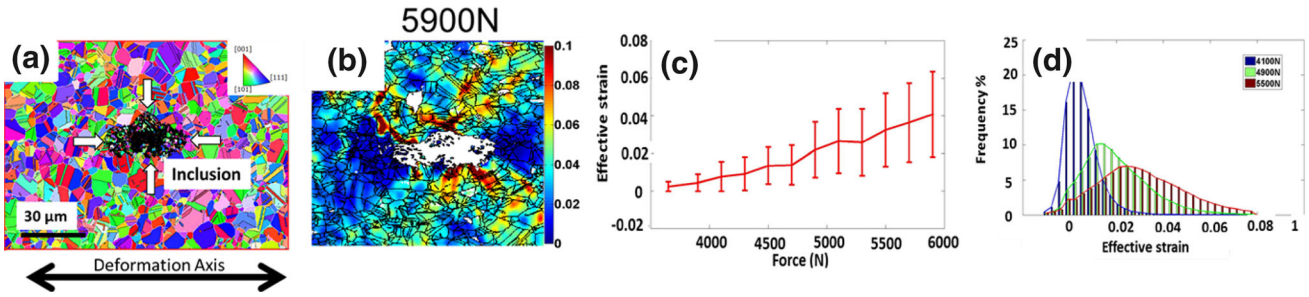 5900N
(a)
[001]
[111]
[101]
Inclusion
30 µm
Deformation Axis
(b)
0.1
0.08
0.06
0.04
0.02
0
(c)
Effective strain
0.08
0.06
0.04
0.02
0
-0.02
4000 4500 5000 5500 6000
Force (N)
(d)
Frequency %
25
20
15
10
5
0
4100N
4900N
5500N
0 0.02 0.04 0.06 0.08 1
Effective strain